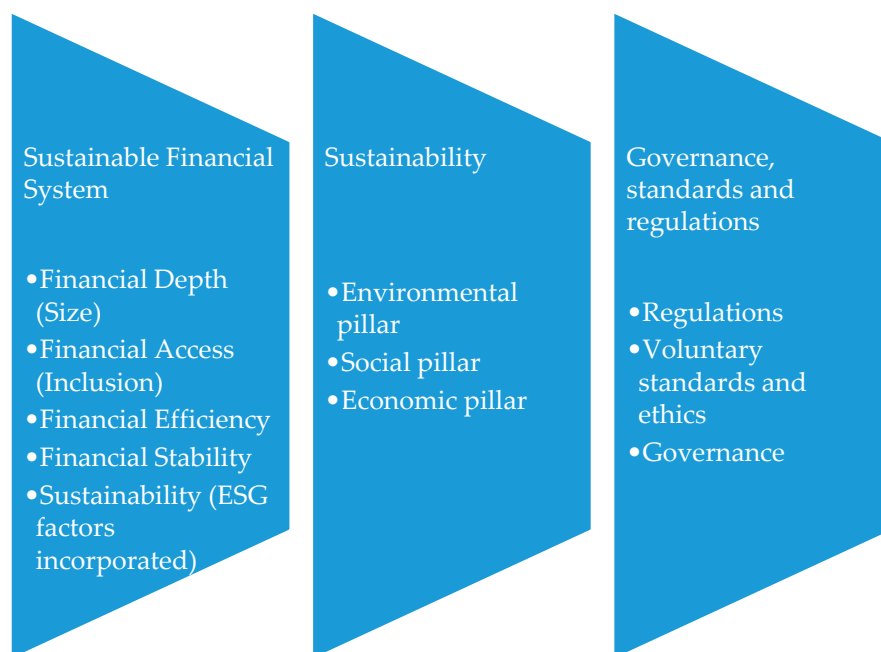 Sustainable Financial
System
•Financial Depth
(Size)
•Financial Access
(Inclusion)
•Financial Efficiency
•Financial Stability
•Sustainability (ESG
factors
incorporated)
Sustainability
•Environmental
pillar
•Social pillar
•Economic pillar
Governance,
standards and
regulations
•Regulations
•Voluntary
standards and
ethics
•Governance